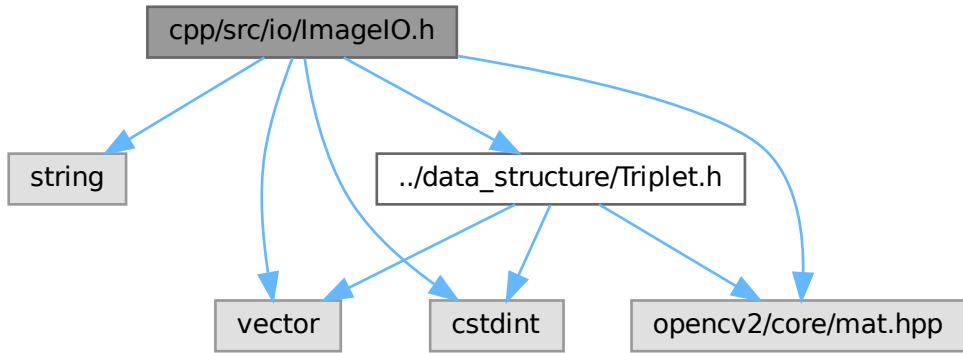 cpp/src/io/ImageIO.h
string
../data_structure/Triplet.h
vector
cstdint
opencv2/core/mat.hpp